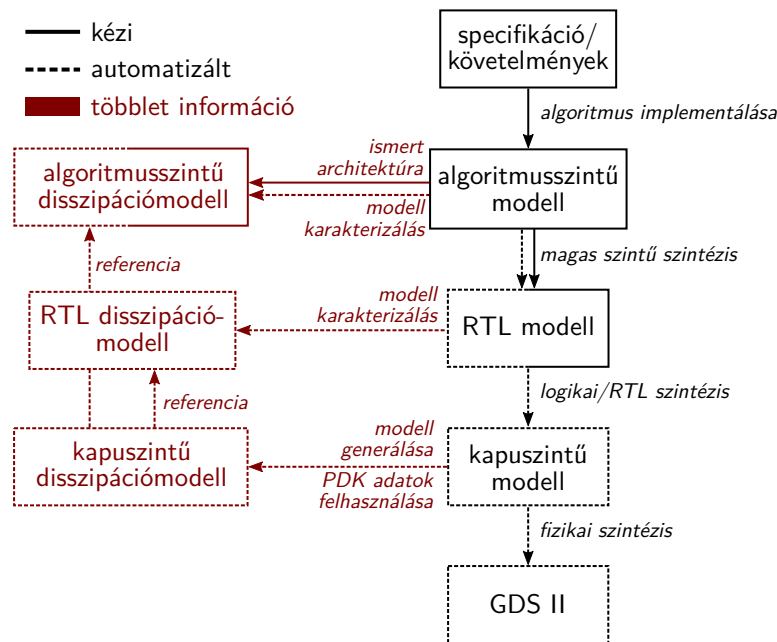 kézi
automatizált
többlet információ
specifikáció/
követelmények
algoritmus implementálása
algoritmusszintű
disszipációmodell
ismert
architektúra
modell
karakterizálás
algoritmusszintű
modell
magas szintű szintézis
referencia
RTL disszipáció-
modell
modell
karakterizálás
RTL modell
logikai/RTL szintézis
referencia
kapuszintű
disszipációmodell
modell
generálása
PDK adatok
felhasználása
kapuszintű
modell
fizikai szintézis
GDS II